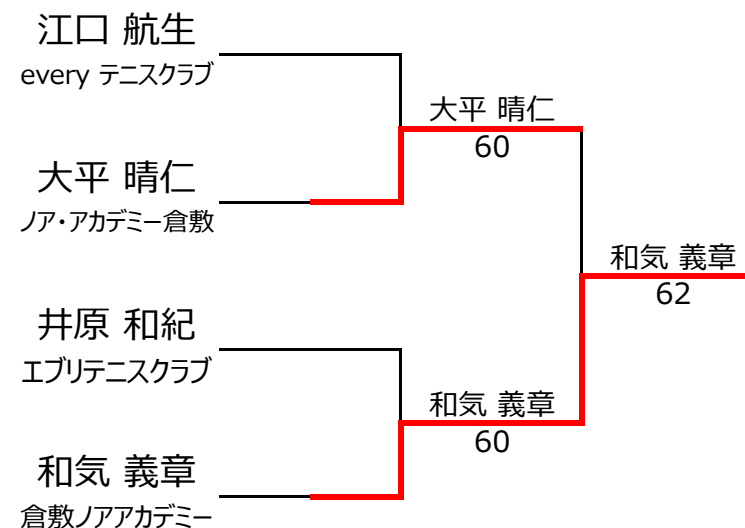 江口 航生
every テニスクラブ
大平 晴仁
60
大平 晴仁
ノア・アカデミー倉敷
和気 義章
62
井原 和紀
エブリテニスクラブ
和気 義章
60
和気 義章
倉敷ノアアカデミー